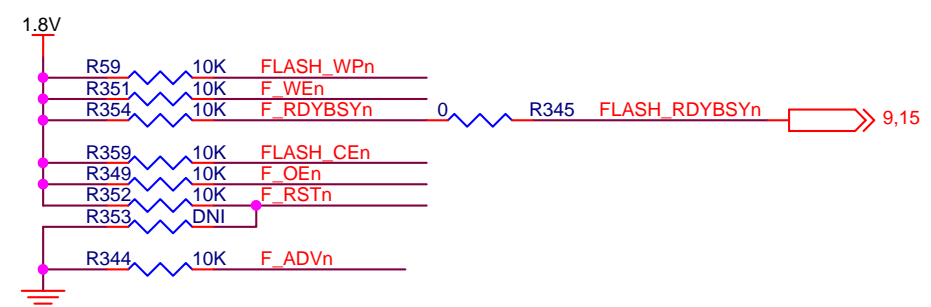 1.8V
R59 10K FLASH_WPn
R351 10K F_WEn
R354 10K F_RDYBSYn 0 R345 FLASH_RDYBSYn 9,15
R359 10K FLASH_CEn
R349 10K F_OEn
R352 10K F_RSTn
R353 DNI
R344 10K F_ADVn